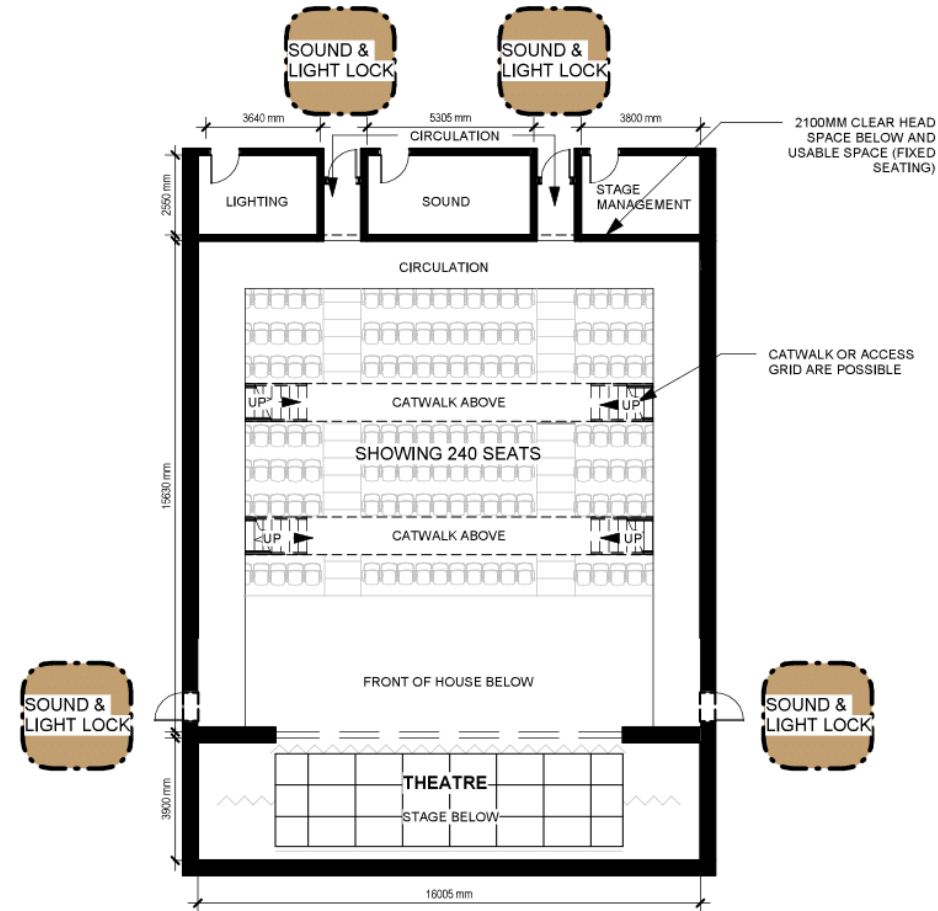 SOUND &
LIGHT LOCK
SOUND &
LIGHT LOCK
3640 mm
5305 mm
3800 mm
CIRCULATION
2100MM CLEAR HEAD
SPACE BELOW AND
USABLE SPACE (FIXED
SEATING)
2550 mm
LIGHTING
SOUND
STAGE
MANAGEMENT
CIRCULATION
CATWALK OR ACCESS
GRID ARE POSSIBLE
UP
CATWALK ABOVE
UP
SHOWING 240 SEATS
15630 mm
UP
CATWALK ABOVE
UP
FRONT OF HOUSE BELOW
SOUND &
LIGHT LOCK
SOUND &
LIGHT LOCK
3900 mm
THEATRE
STAGE BELOW
16005 mm